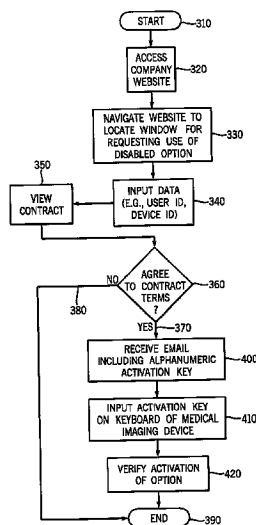 START
310
ACCESS
COMPANY
WEBSITE
320
NAVIGATE WEBSITE TO
LOCATE WINDOW FOR
REQUESTING USE OF
DISABLED OPTION
330
350
VIEW
CONTRACT
INPUT DATA
(E.G., USER ID,
DEVICE ID)
340
NO
380
AGREE
TO CONTRACT
TERMS
?
360
YES
370
RECEIVE EMAIL
INCLUDING ALPHANUMERIC
ACTIVATION KEY
400
INPUT ACTIVATION KEY
ON KEYBOARD OF MEDICAL
IMAGING DEVICE
410
VERIFY ACTIVATION
OF OPTION
420
END
390